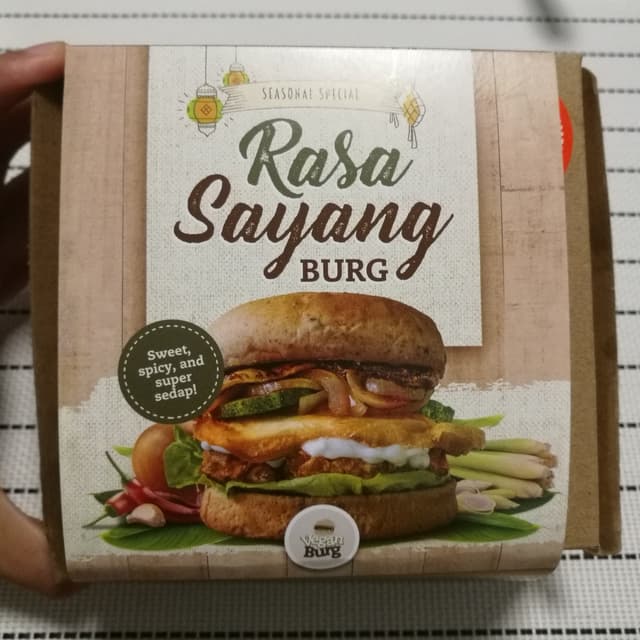 SEASONAL SPECIAL
Rasa
Sayang
BURG
Sweet,
spicy, and
super
sedap!
Vegan
Burg